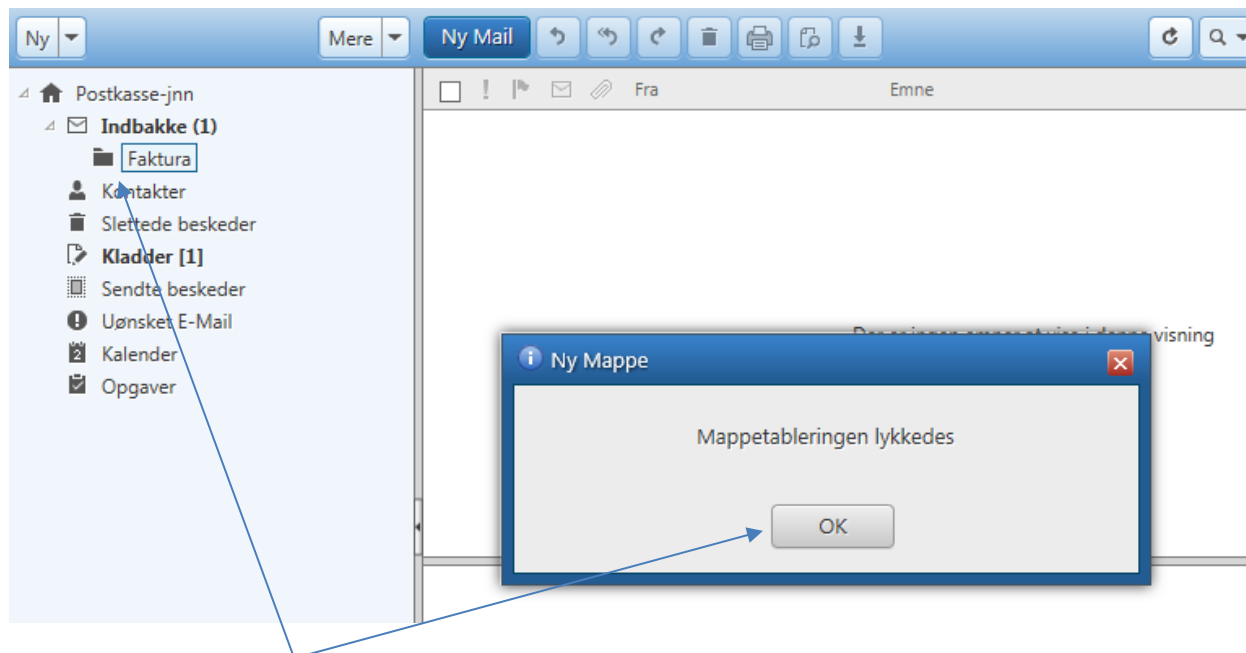 Ny
Mere
Ny Mail
Postkasse-jnn
Indbakke (1)
Faktura
Kontakter
Slettede beskeder
Kladder [1]
Sendte beskeder
Uønsket E-Mail
2 Kalender
Opgaver
! Fra Emne
visning
Ny Mappe
Mappetableringen lykkedes
OK